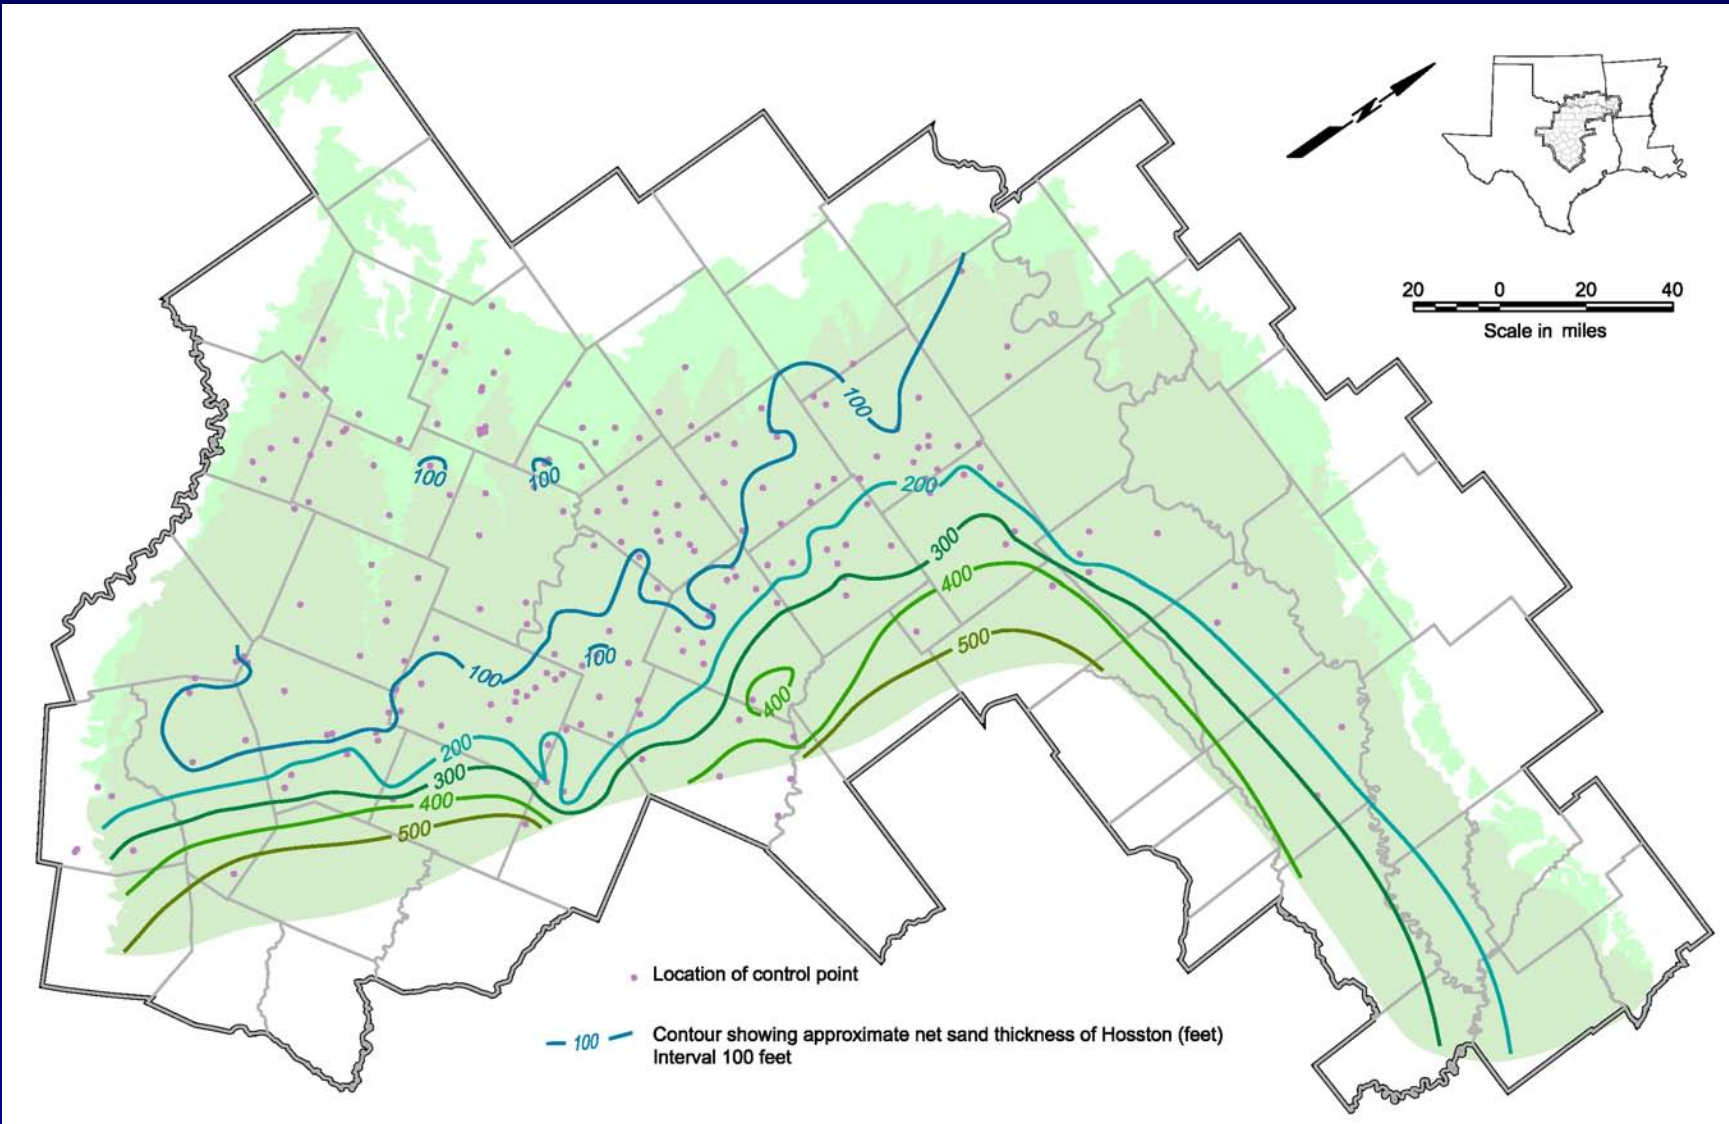 N
20 0 20 40
Scale in miles
100
100
100
200
300
400
100
100
100
500
400
200
300
400
500
Location of control point
100 Contour showing approximate net sand thickness of Hosston (feet)
Interval 100 feet